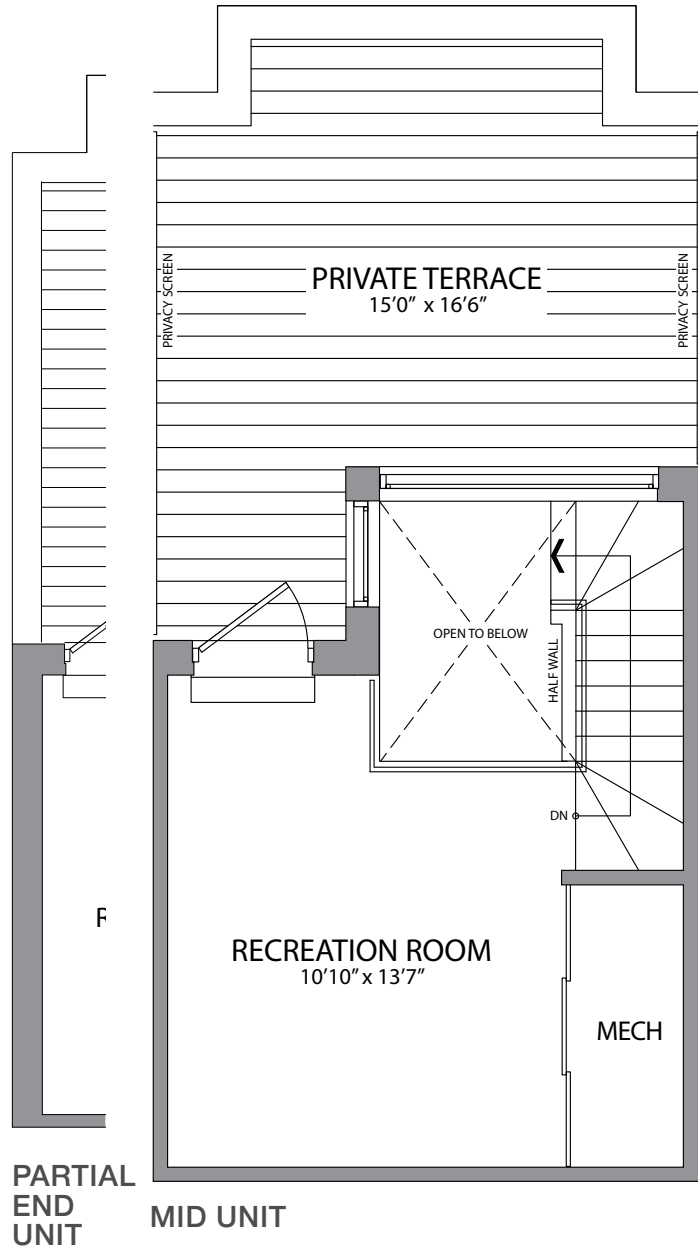 PRIVATE TERRACE
15'0” x 16'6”
PRIVACY SCREEN
PRIVACY SCREEN
OPEN TO BELOW
HALF WALL
DN
R
RECREATION ROOM
10'10” x 13'7”
MECH
PARTIAL
END
UNIT
MID UNIT